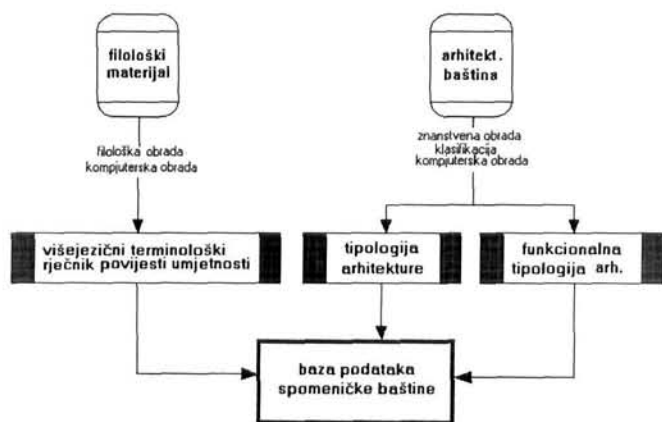 filološki
materijal
arhitekt.
baština
filološka obrada
kompjuterska obrada
znanstvena obrada
klasifikacija
kompjuterska obrada
višejezični terminološki
rječnik povijesti umjetnosti
tipologija
arhitekture
funkcionalna
tipologija arh.
baza podataka
spomeničke baštine